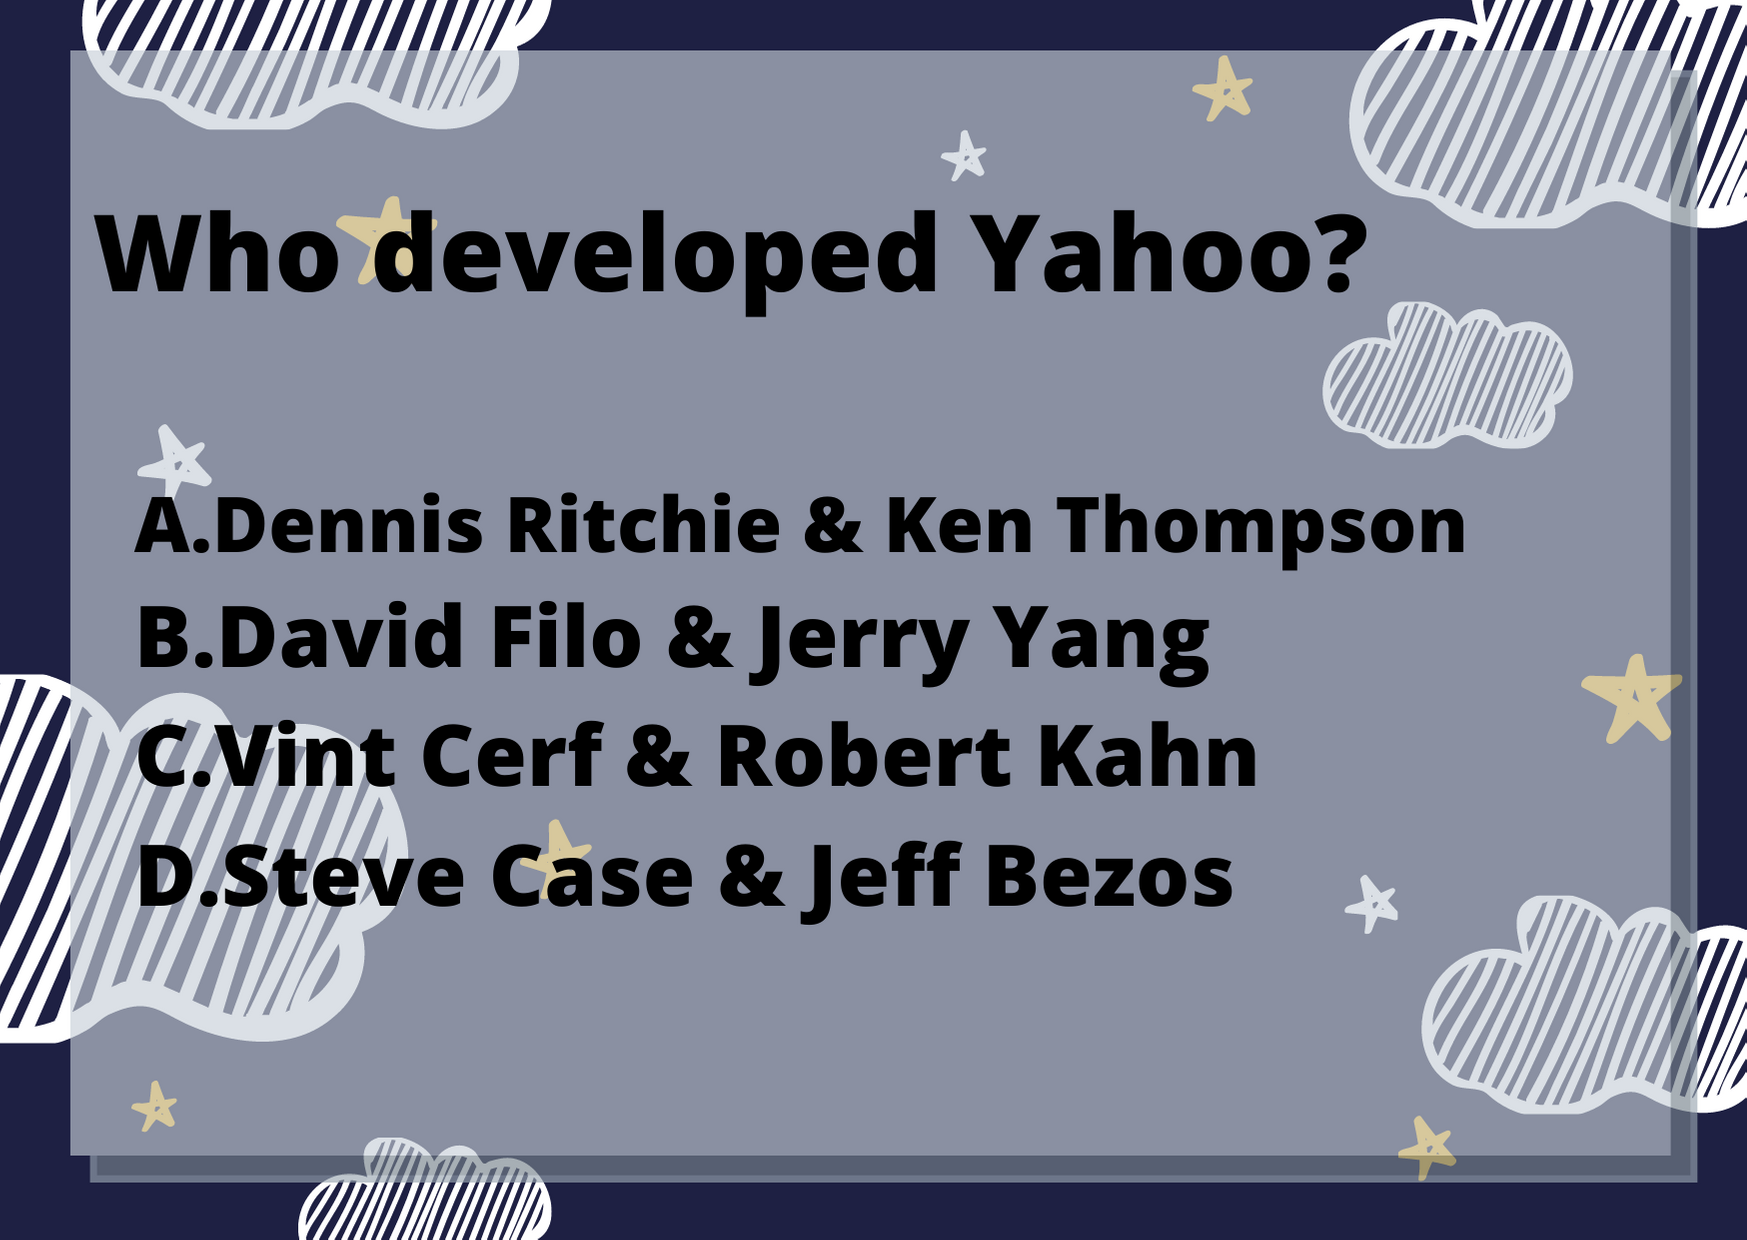 Who developed Yahoo?
A.Dennis Ritchie & Ken Thompson
B.David Filo & Jerry Yang
C.Vint Cerf & Robert Kahn
D.Steve Case & Jeff Bezos